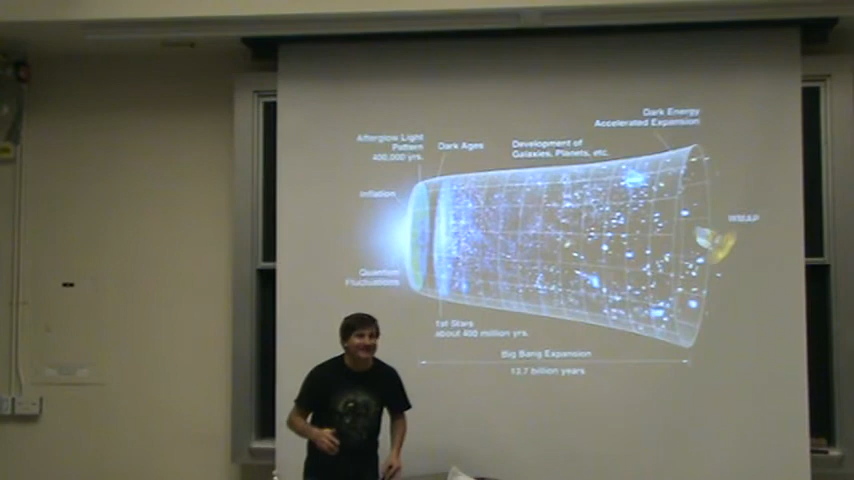 Dark Energy
Accelerated Expansion
Afterglow Light
Pattern
400,000 yrs.
Dark Ages
Development of
Galaxies, Planets, etc.
Inflation
WMAP
Quantum
Fluctuations
1st Stars
about 400 million yrs.
Big Bang Expansion
13.7 billion years